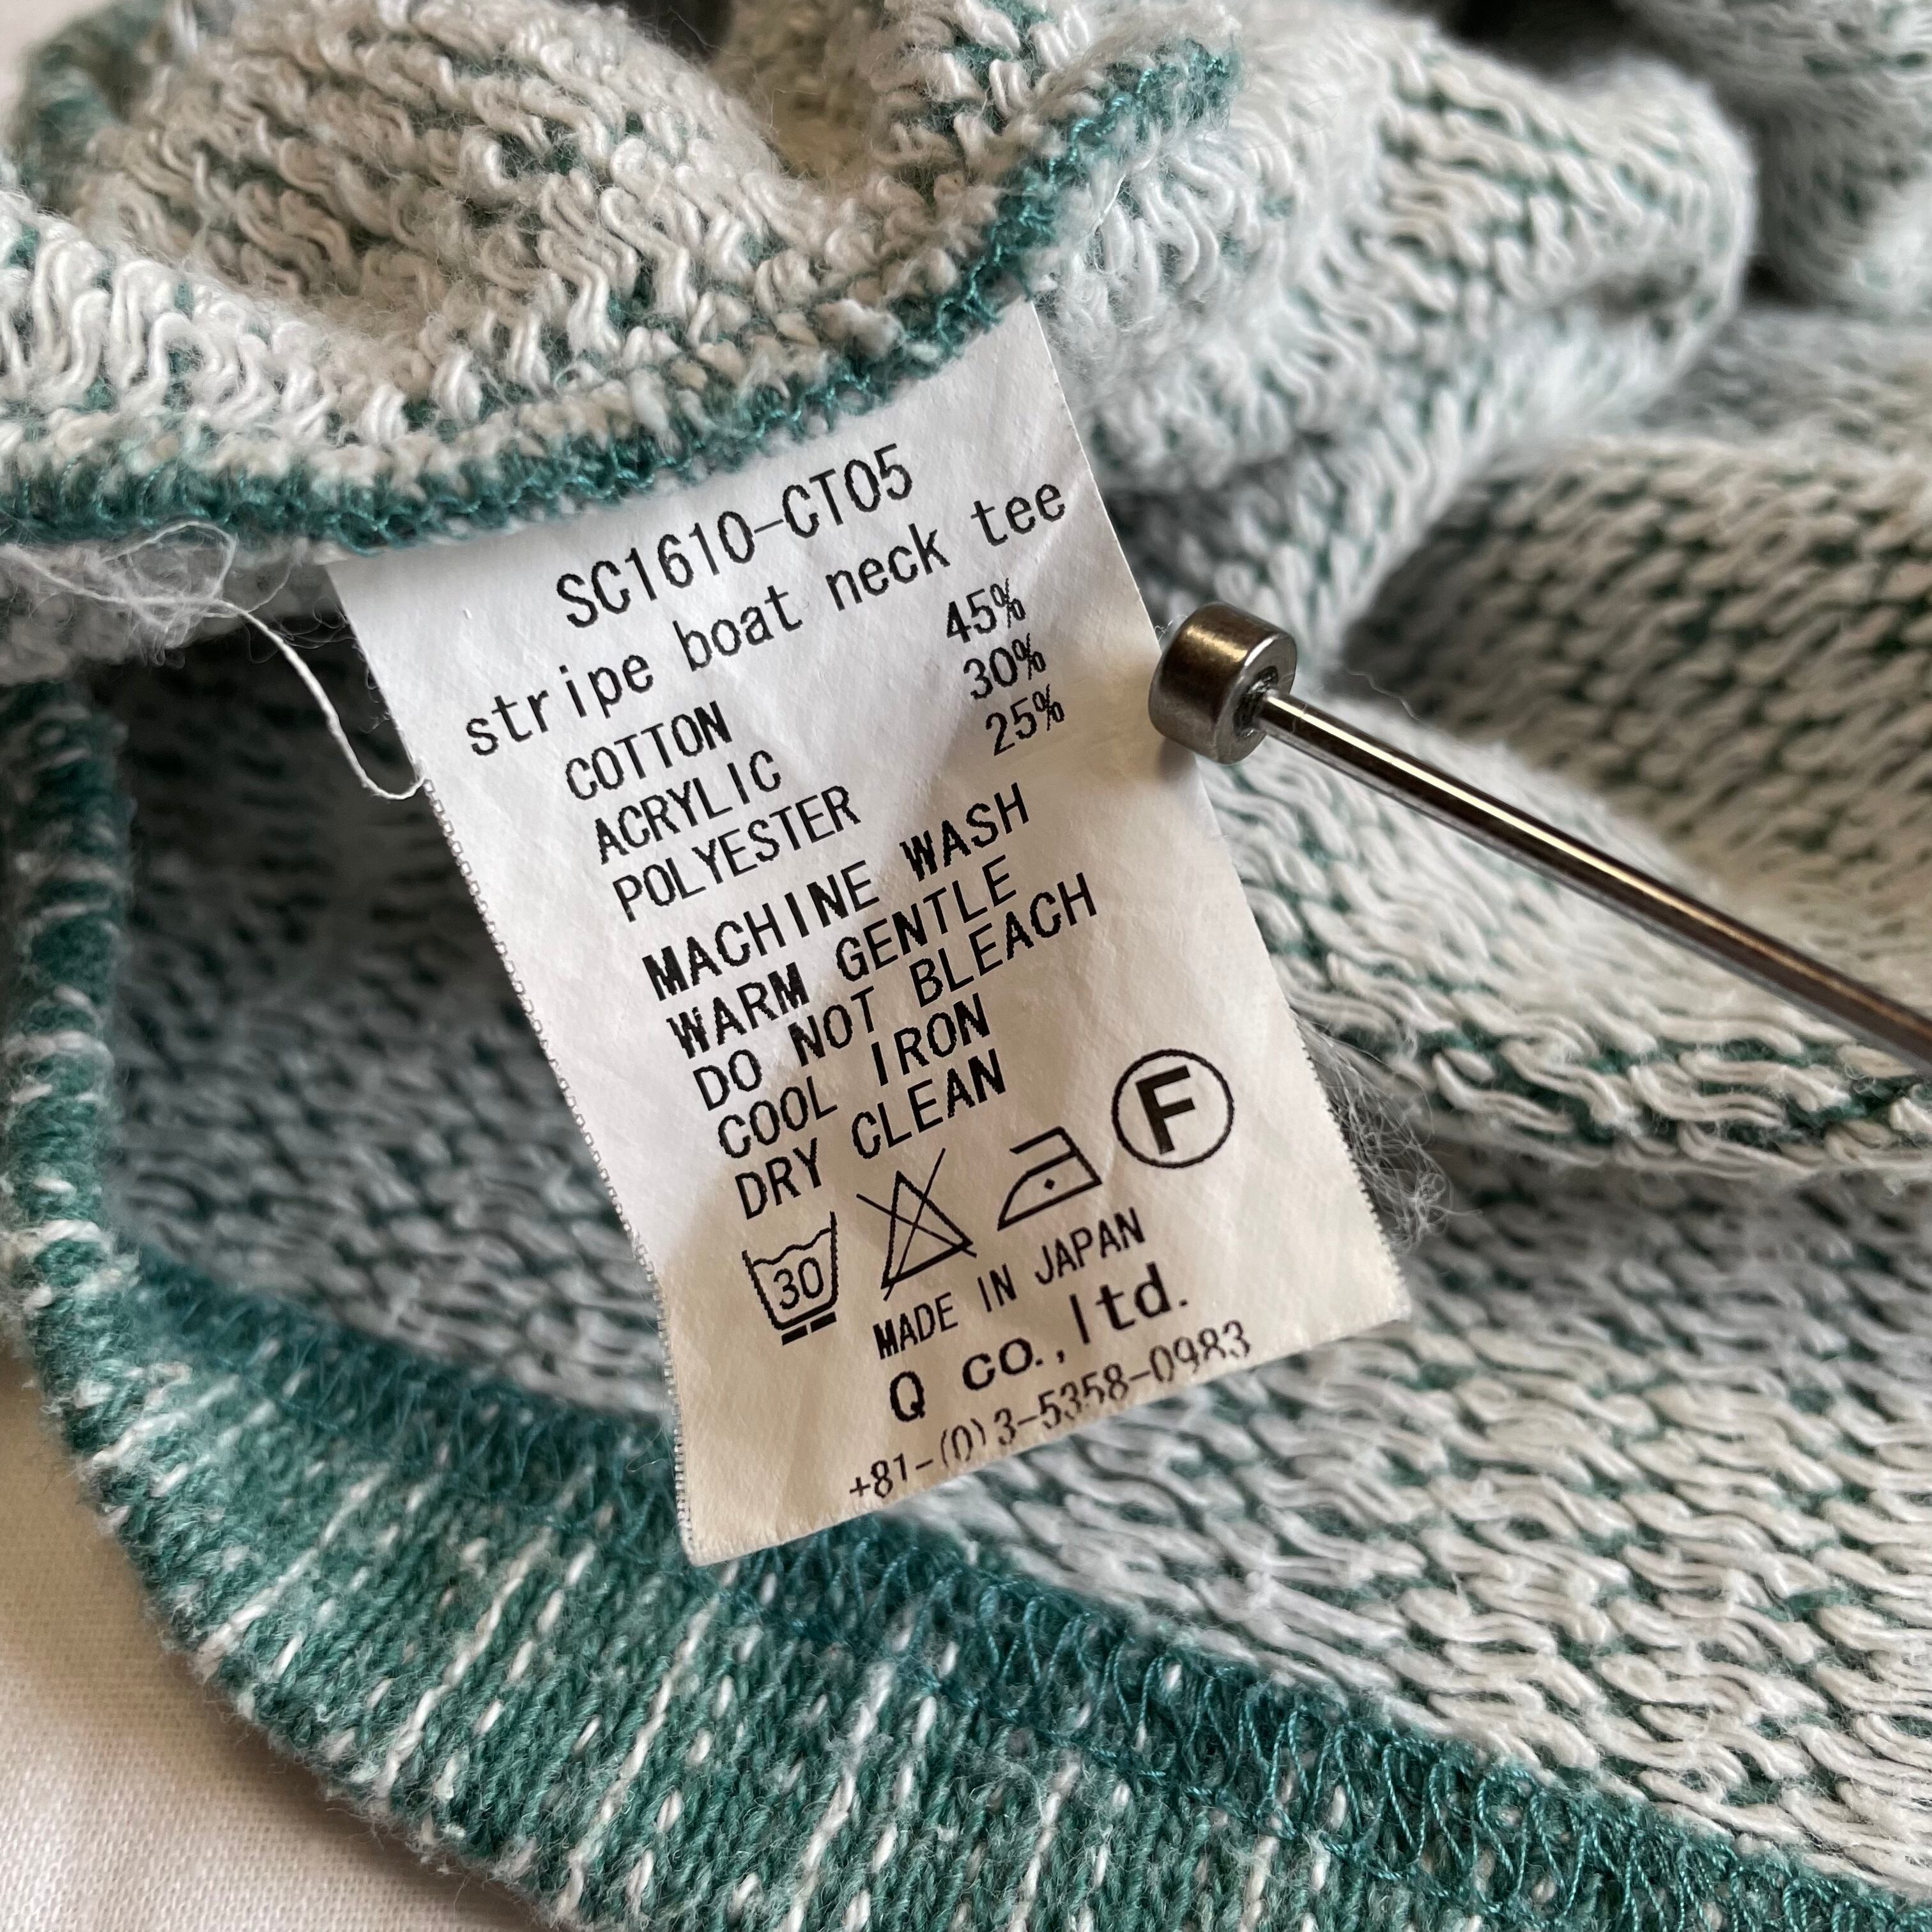 SC1610-CT05
stripe boat neck tee
COTTON 45%
ACRYLIC 30%
POLYESTER 25%
MACHINE WASH
WARM GENTLE
DO NOT BLEACH
COOL IRON
DRY CLEAN
30 F
MADE IN JAPAN
Q co.,ltd.
+81-(0)3-5358-0983